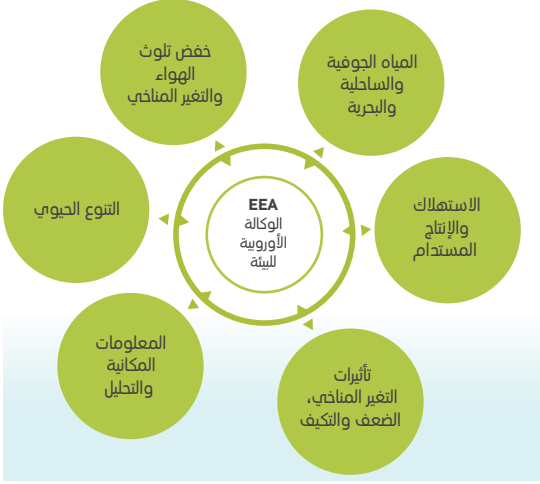 خفض تلوث
الهواء
والتغير المناخي
المياه الجوفية
والساحلية
والبحرية
التنوع الحيوي
EEA
الوكالة
الأوروبية
للبيئة
الاستهلاك
والإنتاج
المستدام
المعلومات
المكانية
والتحليل
تأثيرات
التغير المناخي،
الضعف والتكيف